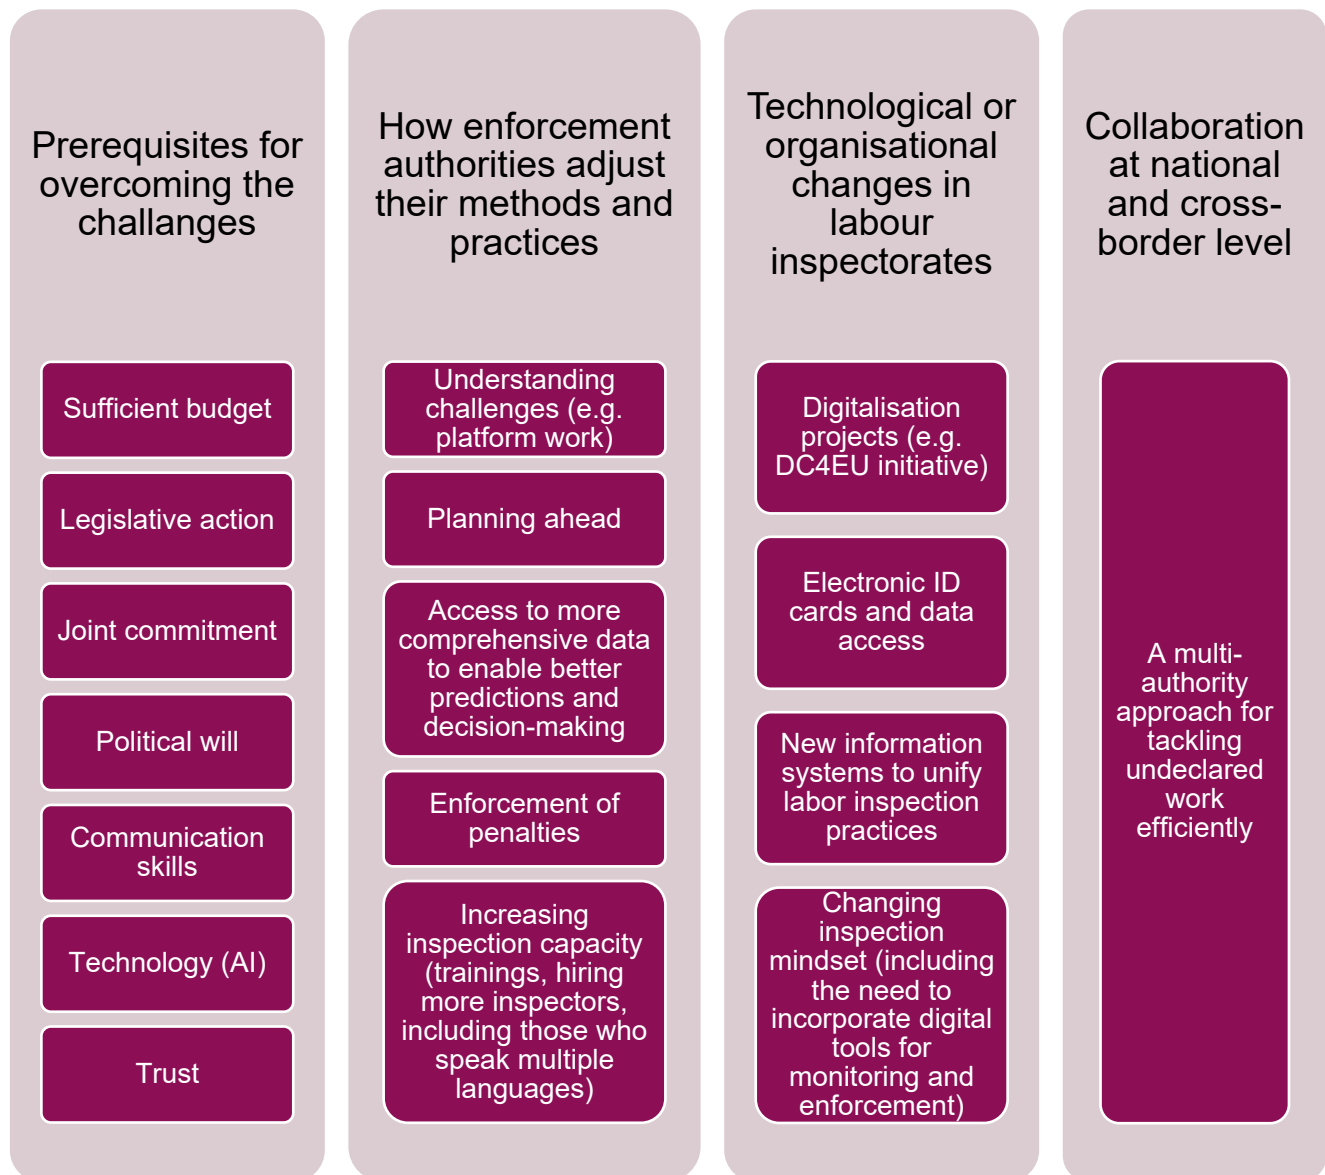 Prerequisites for
overcoming the
challanges
Sufficient budget
Legislative action
Joint commitment
Political will
Communication
skills
Technology (AI)
Trust
How enforcement
authorities adjust
their methods and
practices
Understanding
challenges (e.g.
platform work)
Planning ahead
Access to more
comprehensive data
to enable better
predictions and
decision-making
Enforcement of
penalties
Increasing
inspection capacity
(trainings, hiring
more inspectors,
including those who
speak multiple
languages)
Technological or
organisational
changes in
labour
inspectorates
Digitalisation
projects (e.g.
DC4EU initiative)
Electronic ID
cards and data
access
New information
systems to unify
labor inspection
practices
Changing
inspection
mindset (including
the need to
incorporate digital
tools for
monitoring and
enforcement)
Collaboration
at national
and cross-
border level
A multi-
authority
approach for
tackling
undeclared
work
efficiently